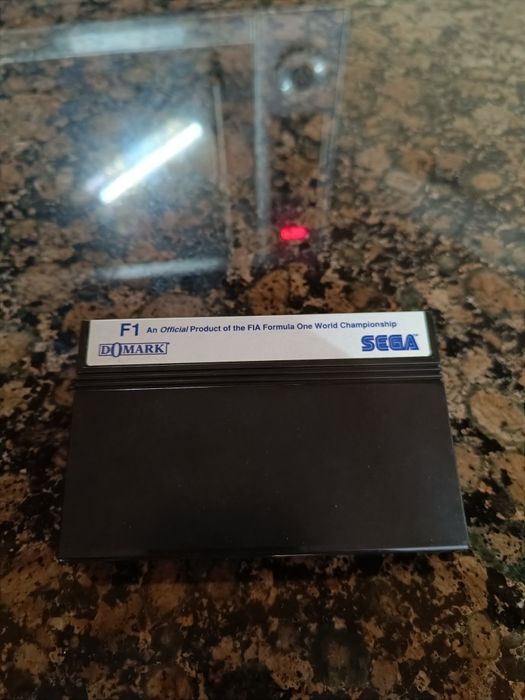 F1 An Official Product of the FIA Formula One World Championship
DOMARK SEGA